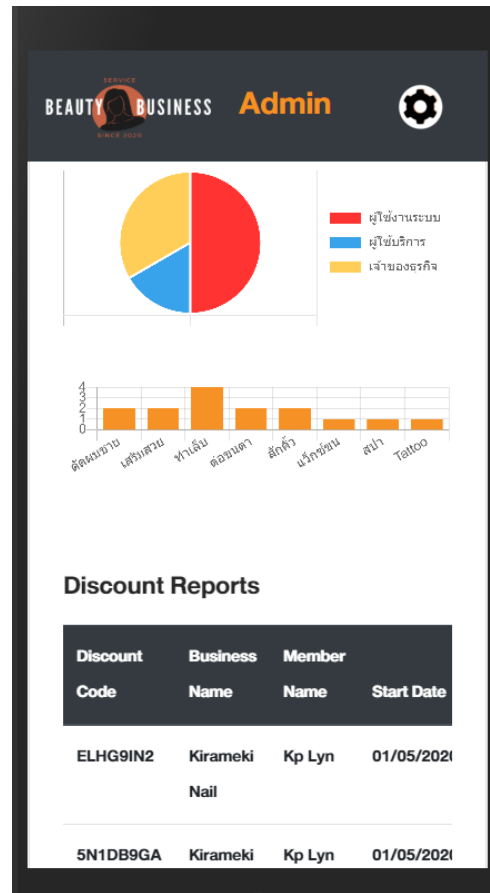 SERVICE
BEAUTY BUSINESS
SINCE 2020
Admin
ผู้ใช้งานระบบ
ผู้ใช้บริการ
เจ้าของธุรกิจ
4
3
2
1
0
ตัดผมชาย
เสริมสวย
ทำเล็บ
ต่อขนตา
สักคิ้ว
แว็กซ์ขน
สปา
Tattoo
Discount Reports
Discount Code Business Name Member Name Start Date
ELHG9IN2 Kirameki Nail Kp Lyn 01/05/2020
5N1DB9GA Kirameki Kp Lyn 01/05/2020